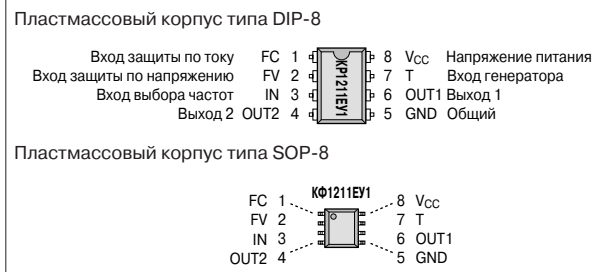 Пластмассовый корпус типа DIP-8
Вход защиты по току FC 1 8 VCC Напряжение питания
Вход защиты по напряжению FV 2 7 T Вход генератора
Вход выбора частот IN 3 6 OUT1 Выход 1
Выход 2 OUT2 4 5 GND Общий
КР1211ЕУ1
Пластмассовый корпус типа SOP-8
КФ1211ЕУ1
FC 1 8 VCC
FV 2 7 T
IN 3 6 OUT1
OUT2 4 5 GND